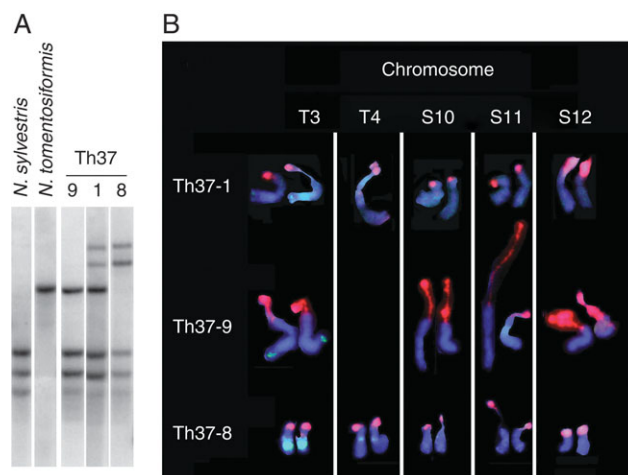 A
N. sylvestris
N. tomentosiformis
Th37
9 1 8
B
Chromosome
T3 T4 S10 S11 S12
Th37-1
Th37-9
Th37-8